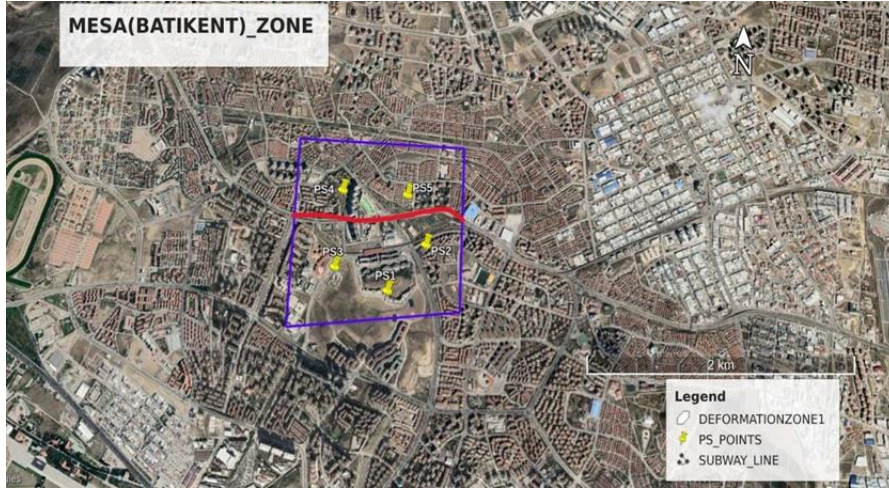 MESA(BATIKENT)_ZONE
N
PS4
PS5
PS2
PS3
PS1
2 km
Legend
DEFORMATIONZONE1
PS_POINTS
SUBWAY_LINE